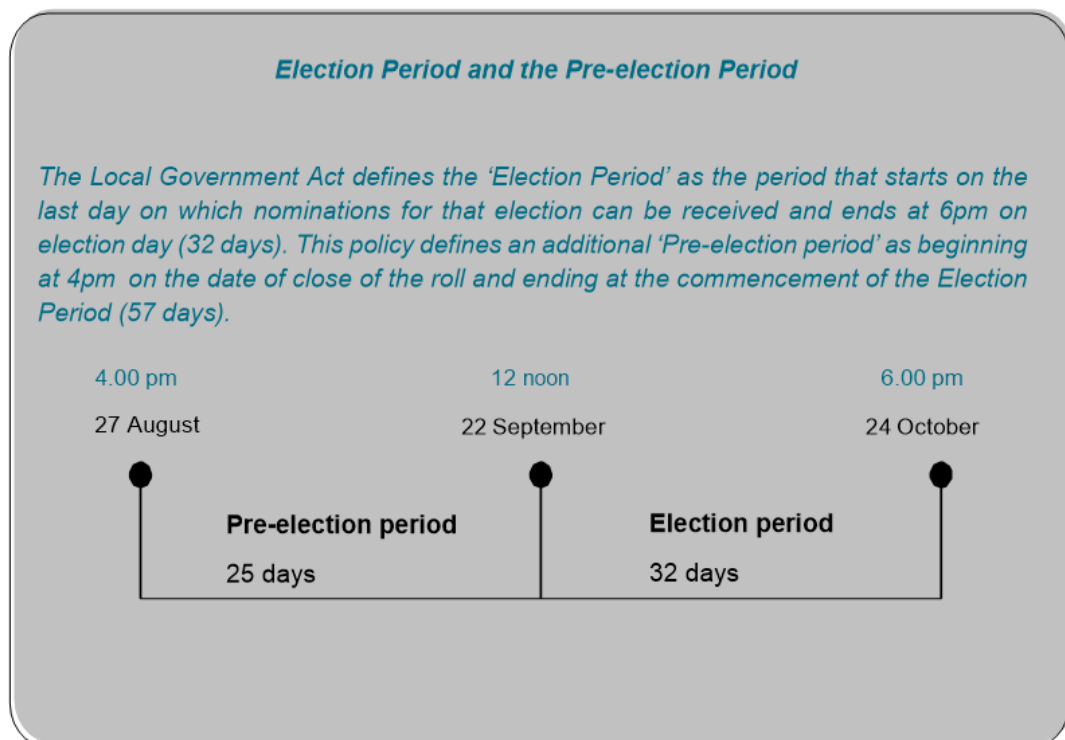 Election Period and the Pre-election Period
The Local Government Act defines the ‘Election Period’ as the period that starts on the
last day on which nominations for that election can be received and ends at 6pm on
election day (32 days). This policy defines an additional ‘Pre-election period’ as beginning
at 4pm on the date of close of the roll and ending at the commencement of the Election
Period (57 days).
4.00 pm 12 noon 6.00 pm
27 August 22 September 24 October
Pre-election period Election period
25 days 32 days